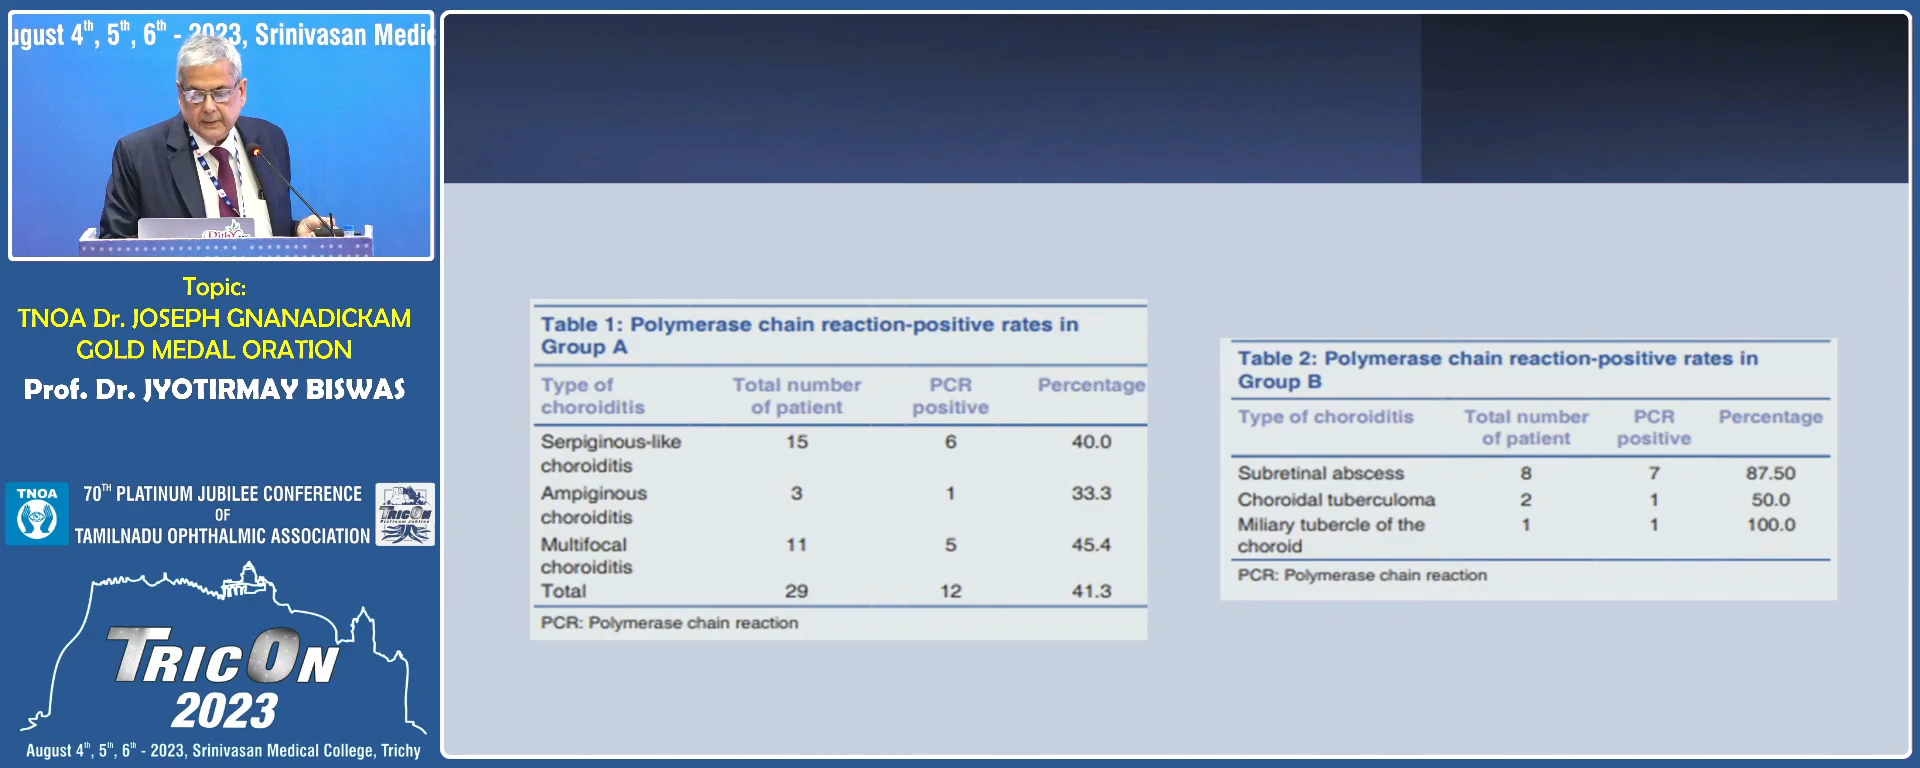 ugust 4th, 5th, 6th - 2023, Srinivasan Medic
Topic:
TNOA Dr. JOSEPH GNANADICKAM
GOLD MEDAL ORATION
Prof. Dr. JYOTIRMAY BISWAS
TNOA
70TH PLATINUM JUBILEE CONFERENCE
OF
TAMILNADU OPHTHALMIC ASSOCIATION
TRICON
Platinum Jubilee
TRICON
2023
August 4th, 5th, 6th - 2023, Srinivasan Medical College, Trichy
Table 1: Polymerase chain reaction-positive rates in
Group A
Type of choroiditis Total number of patient PCR positive Percentage
Serpiginous-like choroiditis 15 6 40.0
Ampiginous choroiditis 3 1 33.3
Multifocal choroiditis 11 5 45.4
Total 29 12 41.3
PCR: Polymerase chain reaction
Table 2: Polymerase chain reaction-positive rates in
Group B
Type of choroiditis Total number of patient PCR positive Percentage
Subretinal abscess 8 7 87.50
Choroidal tuberculoma 2 1 50.0
Miliary tubercle of the choroid 1 1 100.0
PCR: Polymerase chain reaction